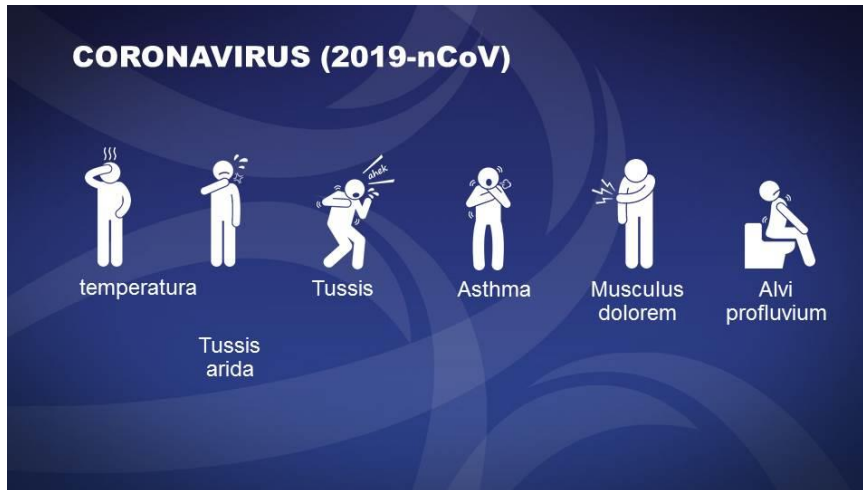 CORONAVIRUS (2019-nCoV)
ahek
temperatura
Tussis
arida
Tussis
Asthma
Musculus
dolorem
Alvi
profluvium